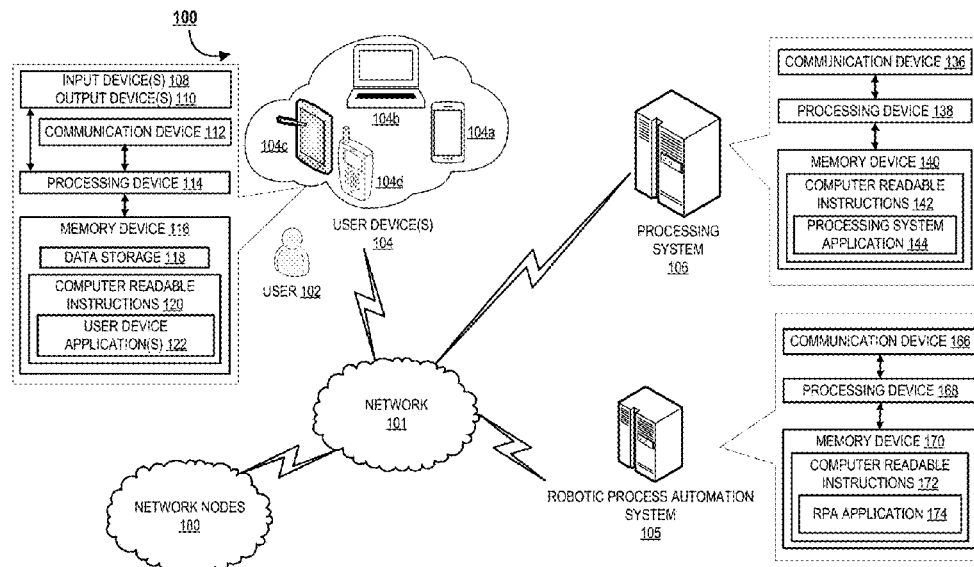 100
INPUT DEVICE(S) 108
OUTPUT DEVICE(S) 110
COMMUNICATION DEVICE 112
PROCESSING DEVICE 114
MEMORY DEVICE 116
DATA STORAGE 118
COMPUTER READABLE
INSTRUCTIONS 120
USER DEVICE
APPLICATION(S) 122
104b
104a
104c
104d
USER DEVICE(S)
104
USER 102
PROCESSING
SYSTEM
106
COMMUNICATION DEVICE 136
PROCESSING DEVICE 138
MEMORY DEVICE 140
COMPUTER READABLE
INSTRUCTIONS 142
PROCESSING SYSTEM
APPLICATION 144
NETWORK
101
NETWORK NODES
180
ROBOTIC PROCESS AUTOMATION
SYSTEM
105
COMMUNICATION DEVICE 166
PROCESSING DEVICE 168
MEMORY DEVICE 170
COMPUTER READABLE
INSTRUCTIONS 172
RPA APPLICATION 174